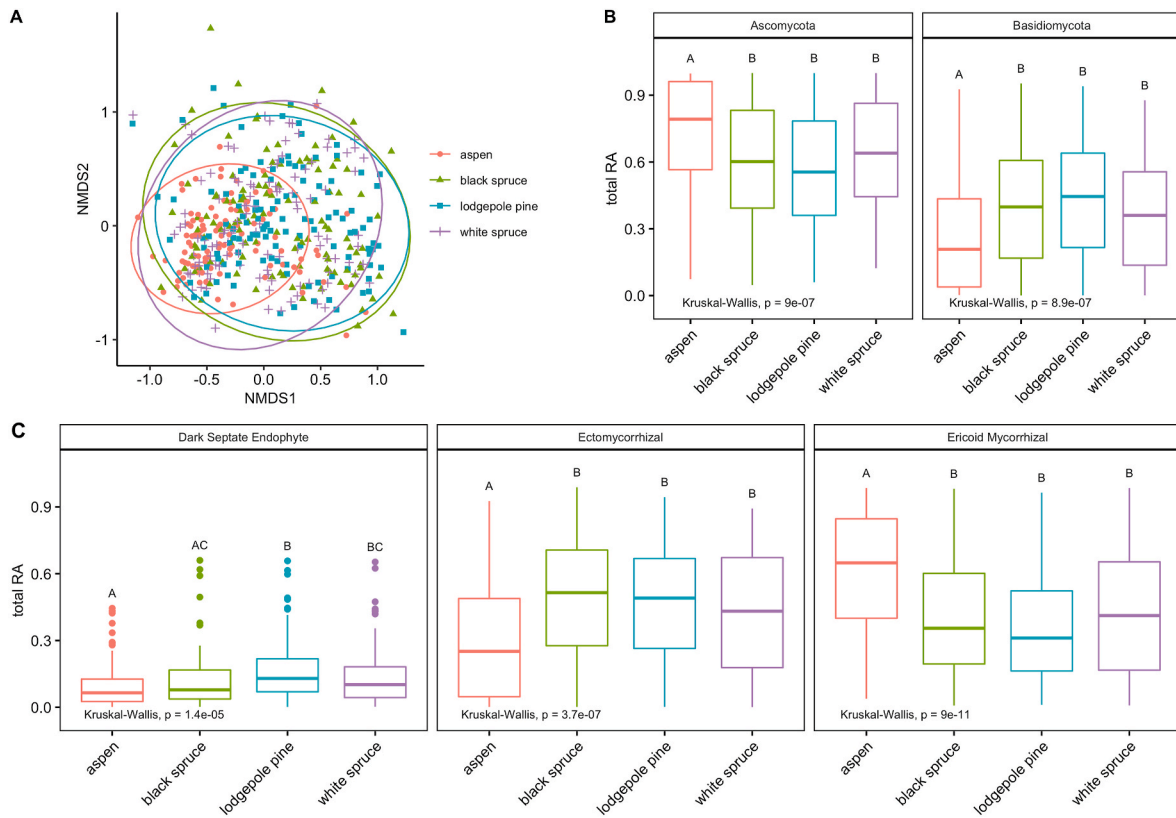 A
NMDS2
1
0
-1
-1.0 -0.5 0.0 0.5 1.0
NMDS1
aspen
black spruce
lodgepole pine
white spruce
B
Ascomycota Basidiomycota
total RA
0.9
0.6
0.3
0.0
A B B B
A B B B
Kruskal-Wallis, p = 9e-07
Kruskal-Wallis, p = 8.9e-07
aspen black spruce lodgepole pine white spruce
aspen black spruce lodgepole pine white spruce
C
Dark Septate Endophyte Ectomycorrhizal Ericoid Mycorrhizal
total RA
0.9
0.6
0.3
0.0
A AC B BC
A B B B
A B B B
Kruskal-Wallis, p = 1.4e-05
Kruskal-Wallis, p = 3.7e-07
Kruskal-Wallis, p = 9e-11
aspen black spruce lodgepole pine white spruce
aspen black spruce lodgepole pine white spruce
aspen black spruce lodgepole pine white spruce